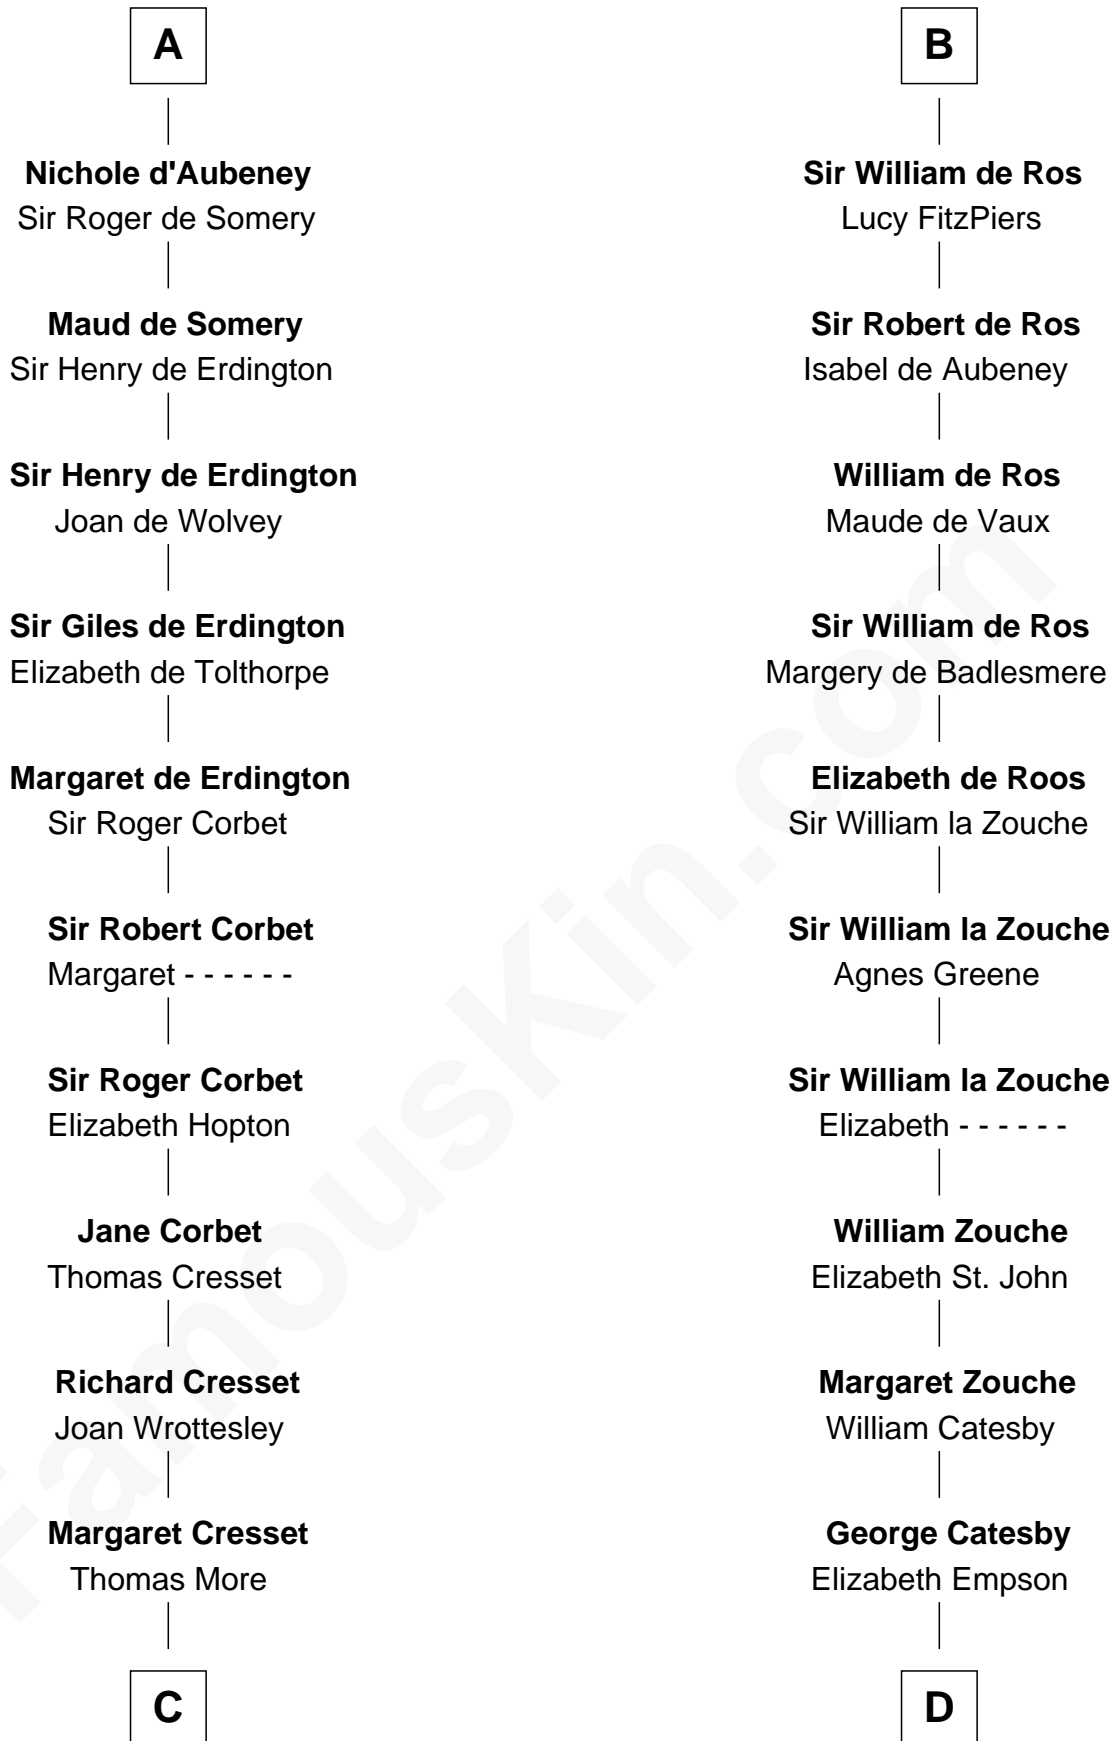 A
Nichole d'Aubeney
Sir Roger de Somery
Maud de Somery
Sir Henry de Erdington
Sir Henry de Erdington
Joan de Wolvey
Sir Giles de Erdington
Elizabeth de Tolthorpe
Margaret de Erdington
Sir Roger Corbet
Sir Robert Corbet
Margaret - - - - - -
Sir Roger Corbet
Elizabeth Hopton
Jane Corbet
Thomas Cresset
Richard Cresset
Joan Wrottesley
Margaret Cresset
Thomas More
C
B
Sir William de Ros
Lucy FitzPiers
Sir Robert de Ros
Isabel de Aubeney
William de Ros
Maude de Vaux
Sir William de Ros
Margery de Badlesmere
Elizabeth de Roos
Sir William la Zouche
Sir William la Zouche
Agnes Greene
Sir William la Zouche
Elizabeth - - - - - -
William Zouche
Elizabeth St. John
Margaret Zouche
William Catesby
George Catesby
Elizabeth Empson
D
FamousKin.com